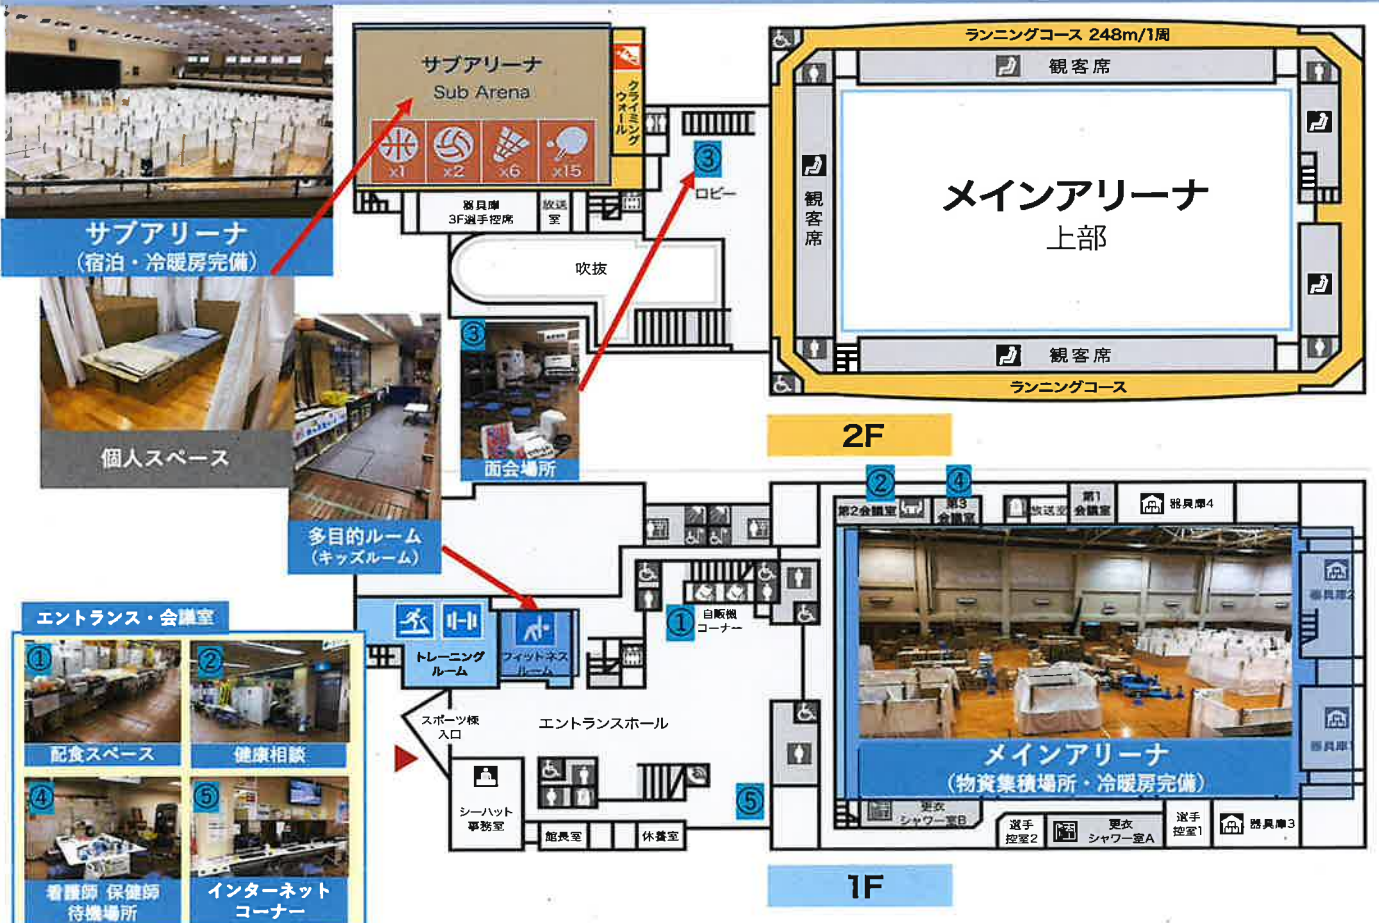 サブアリーナ
(宿泊・冷暖房完備)
個人スペース
サブアリーナ
Sub Arena
x1
x2
x6
x15
クライミング
ウォール
器具庫
3F選手控席
放送
室
③
ロビー
吹抜
③
面会場所
多目的ルーム
(キッズルーム)
ランニングコース 248m/1周
観客席
観客席
メインアリーナ
上部
観客席
ランニングコース
2F
②
④
第2会議室
第3
会議室
放送室
第1
会議室
器具庫4
器具庫2
器具庫1
メインアリーナ
(物資集積場所・冷暖房完備)
①
自販機
コーナー
トレーニング
ルーム
フィットネス
ルーム
スポーツ棟
入口
エントランスホール
シーハット
事務室
館長室
休養室
⑤
更衣
シャワー室B
選手
控室2
更衣
シャワー室A
選手
控室1
器具庫3
1F
エントランス・会議室
①
配食スペース
②
健康相談
④
看護師 保健師
待機場所
⑤
インターネット
コーナー